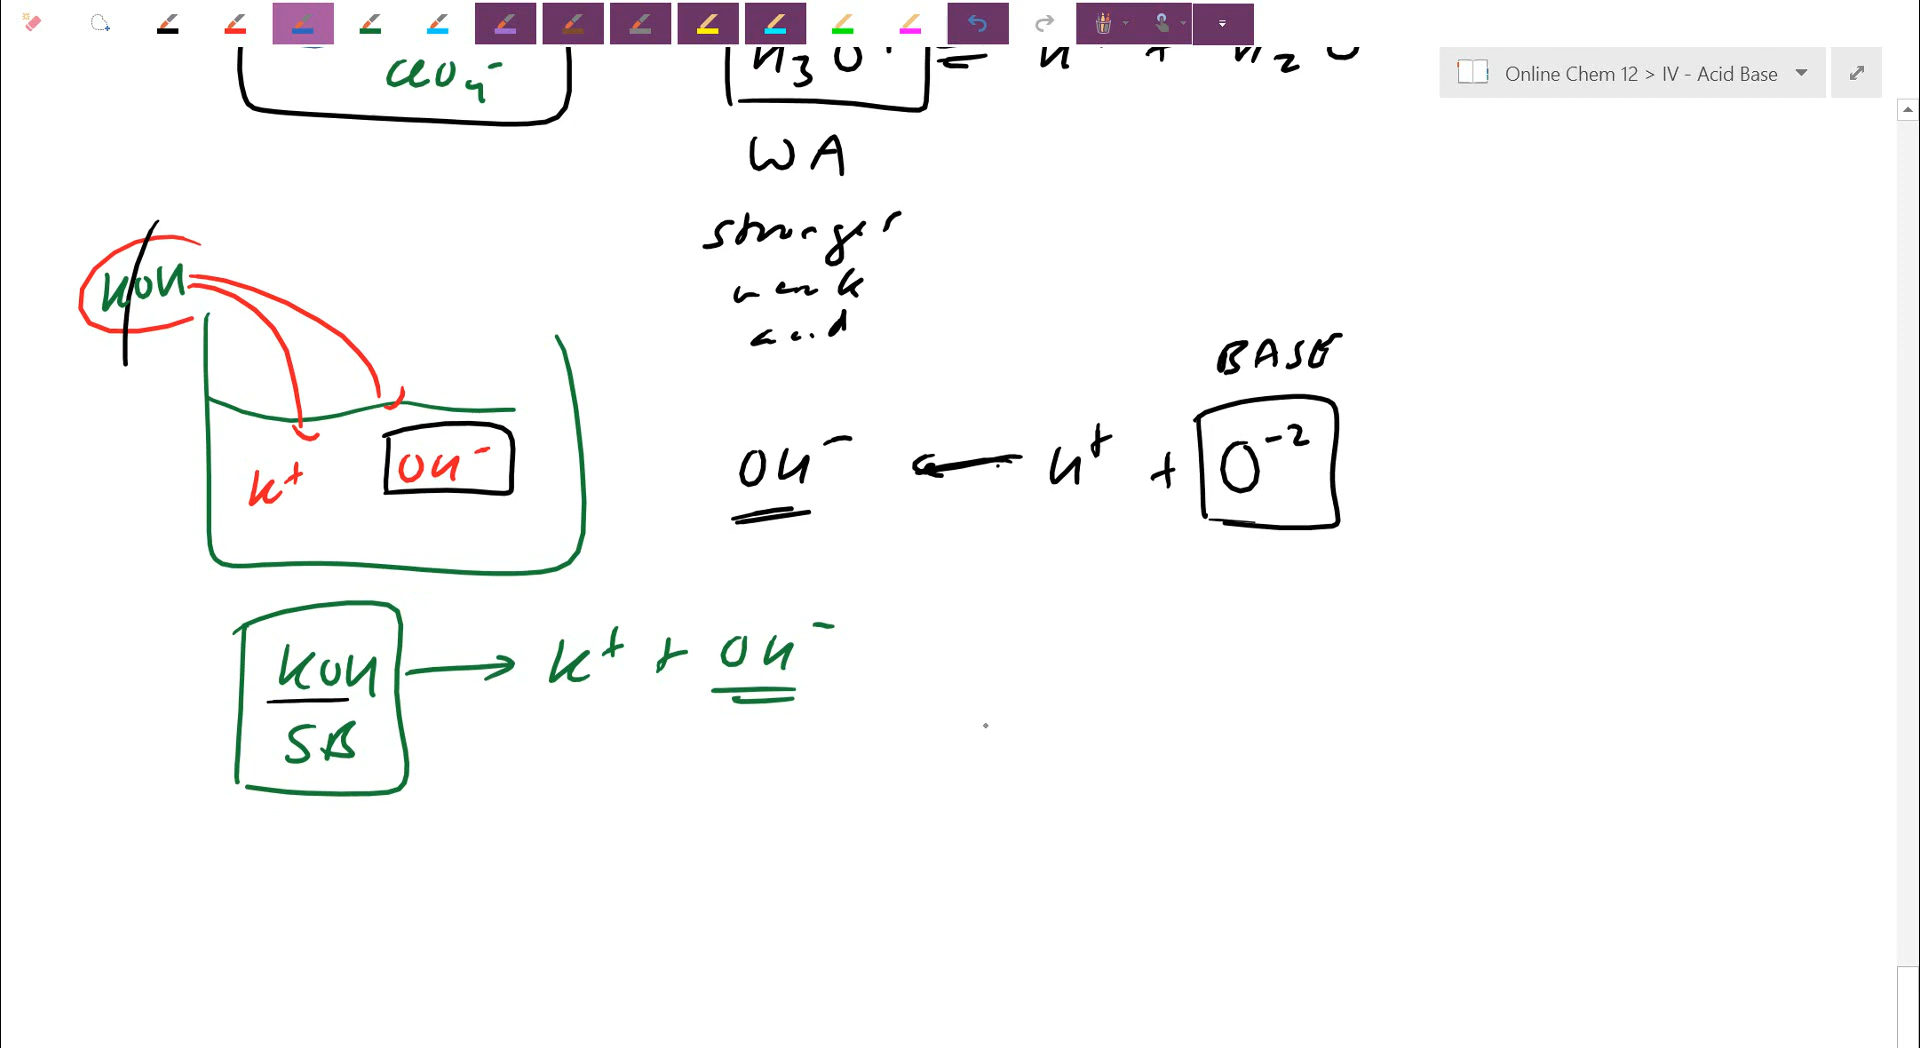 Online Chem 12 > IV - Acid Base
ClO4⁻
H3O⁺ ⇌ H⁺ + H2O
WA
stronger
weak
acid
KOH
BASE
K⁺ OH⁻
OH⁻ ← H⁺ + O⁻²
KOH → K⁺ + OH⁻
SB